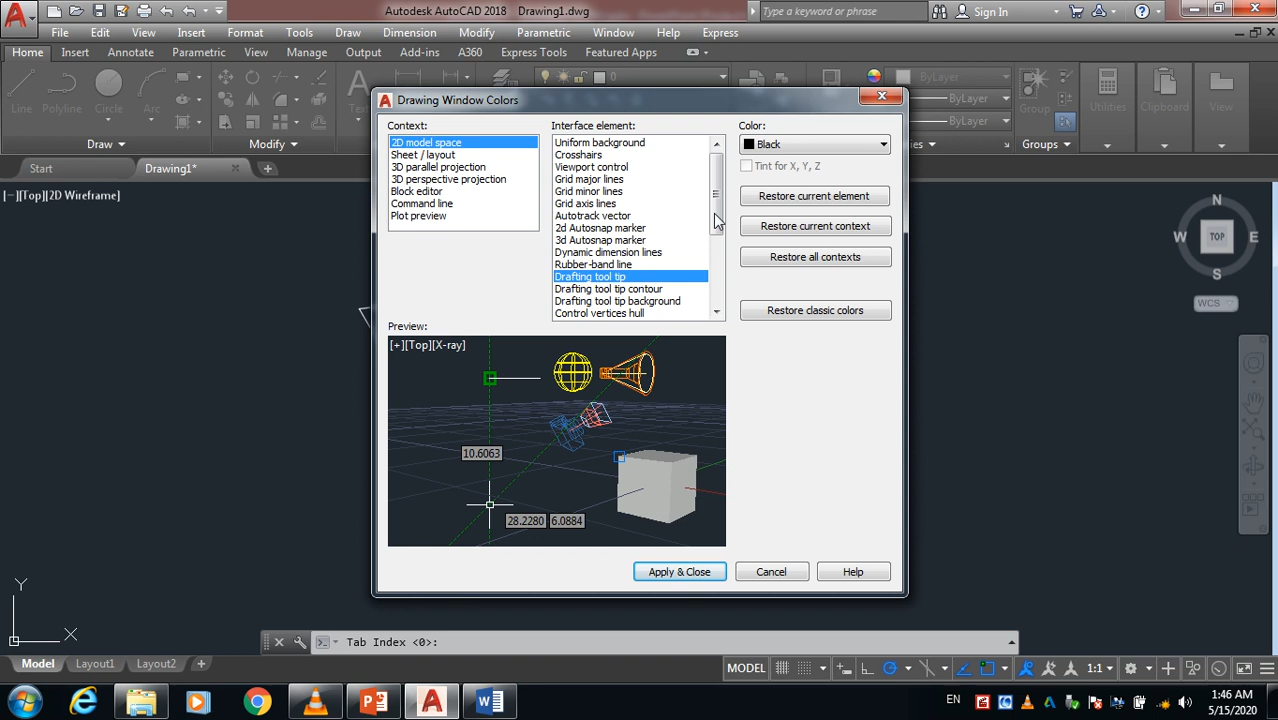 Autodesk AutoCAD 2018 Drawing1.dwg
Type a keyword or phrase
Sign In
File Edit View Insert Format Tools Draw Dimension Modify Parametric Window Help Express
Home Insert Annotate Parametric View Manage Output Add-ins A360 Express Tools Featured Apps
Line Polyline Circle Arc
0
ByLayer
ByLayer
ByLayer
Group
Utilities
Clipboard
View
Draw
Modify
Groups
Start
Drawing1*
[−][Top][2D Wireframe]
Drawing Window Colors
Context:
2D model space
Sheet / layout
3D parallel projection
3D perspective projection
Block editor
Command line
Plot preview
Interface element:
Uniform background
Crosshairs
Viewport control
Grid major lines
Grid minor lines
Grid axis lines
Autotrack vector
2d Autosnap marker
3d Autosnap marker
Dynamic dimension lines
Rubber-band line
Drafting tool tip
Drafting tool tip contour
Drafting tool tip background
Control vertices hull
Color:
Black
Tint for X, Y, Z
Restore current element
Restore current context
Restore all contexts
Restore classic colors
Preview:
[+][Top][X-ray]
10.6063
28.2280 6.0884
Apply & Close
Cancel
Help
N
W TOP E
S
WCS
Y
X
Tab Index <0>:
Model Layout1 Layout2
MODEL
1:1
EN
1:46 AM
5/15/2020